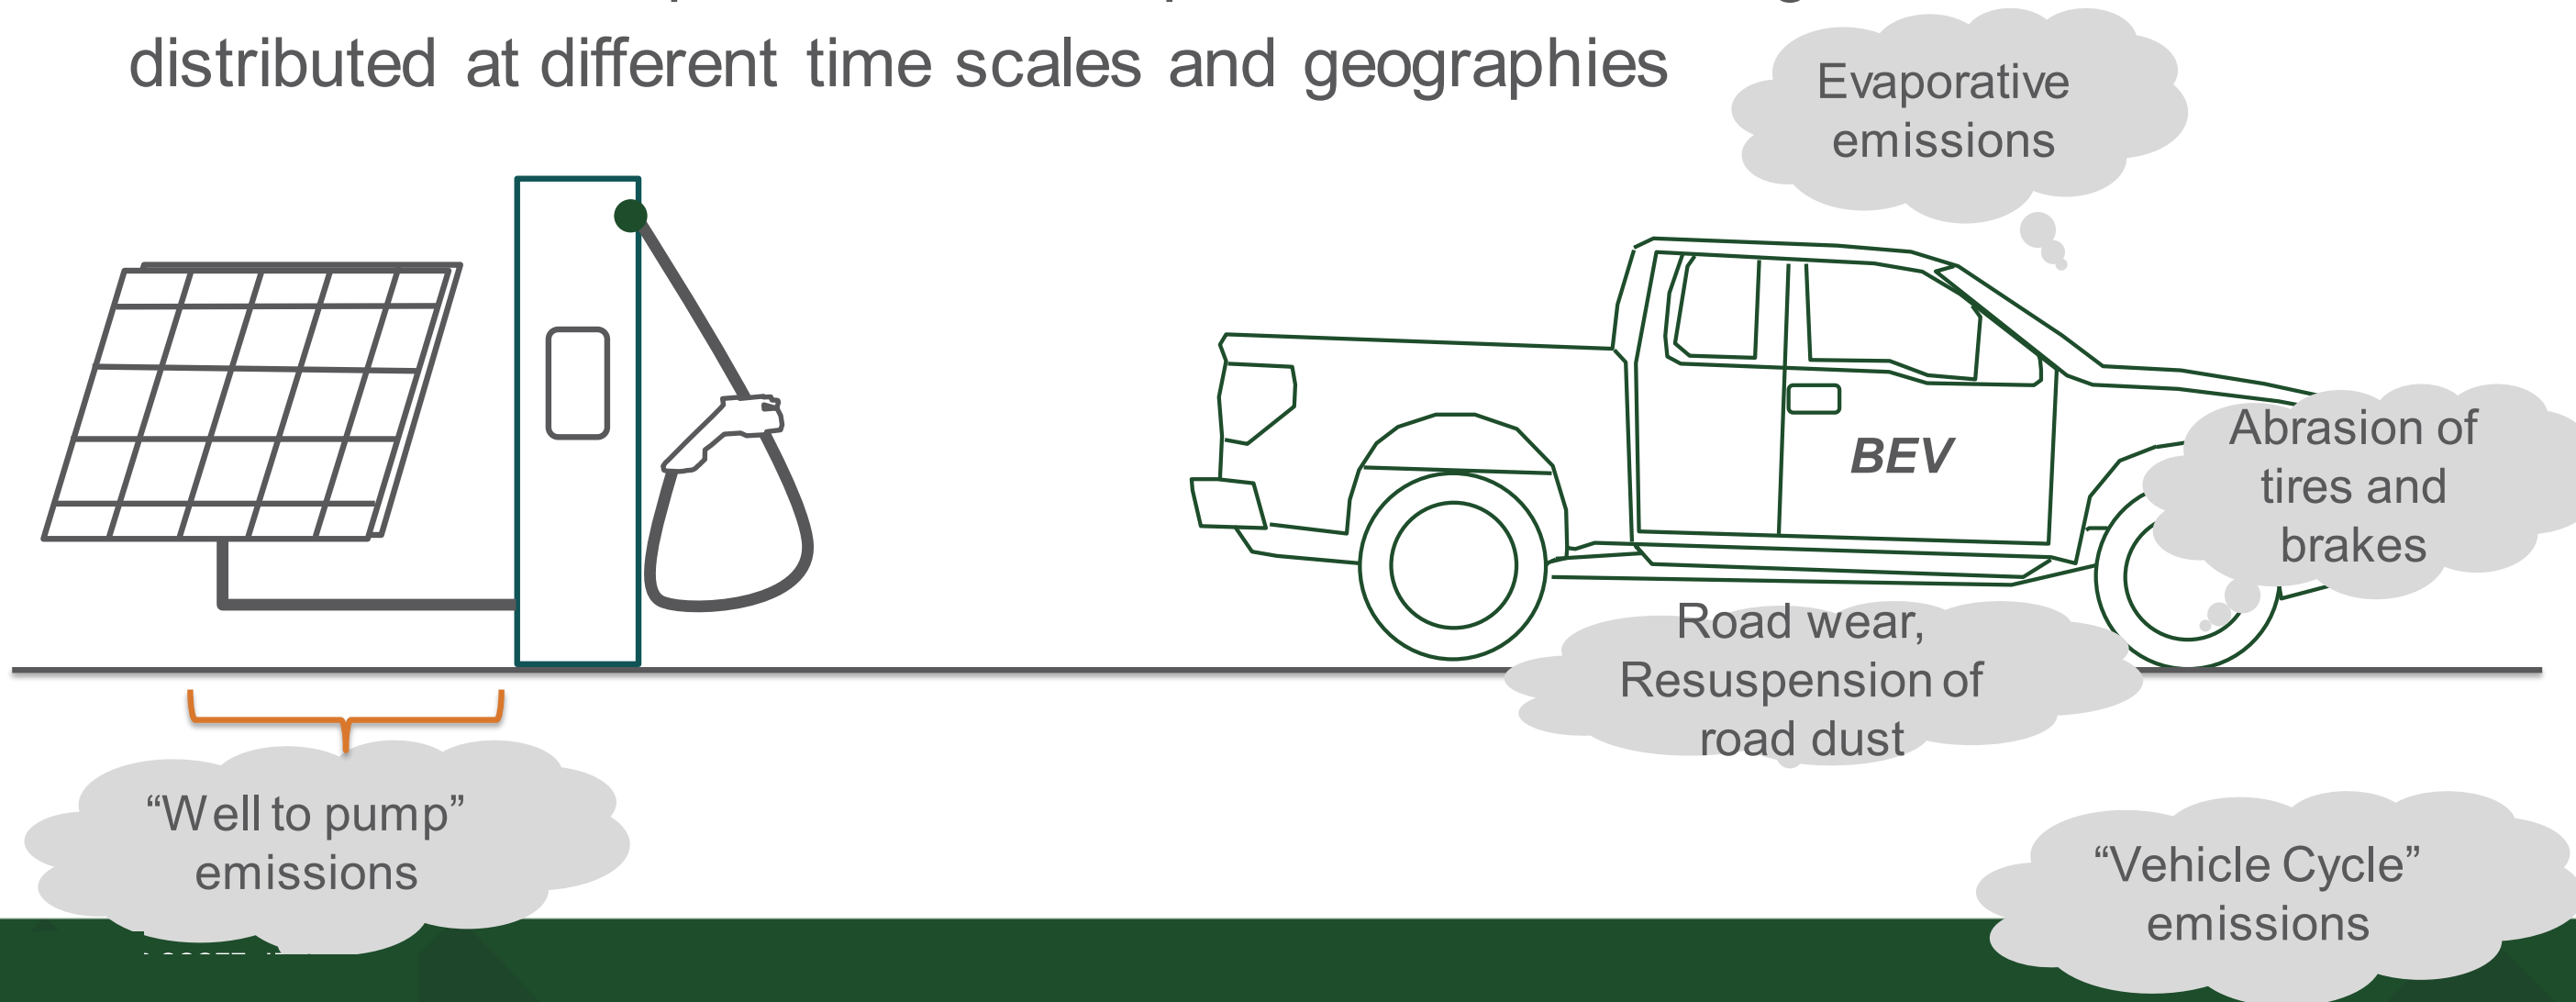 distributed at different time scales and geographies
Evaporative
emissions
BEV
Abrasion of
tires and
brakes
Road wear,
Resuspension of
road dust
“Well to pump”
emissions
“Vehicle Cycle”
emissions